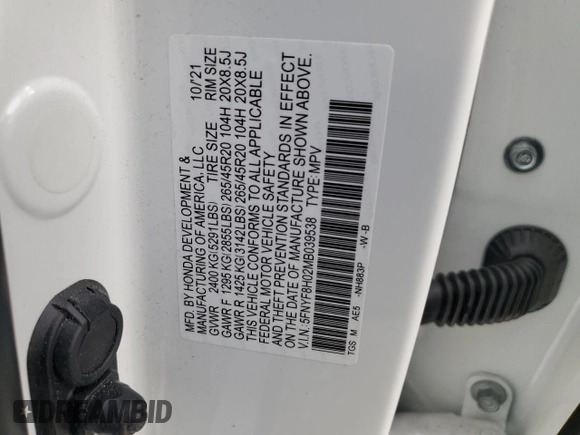 MFD. BY HONDA DEVELOPMENT &
MANUFACTURING OF AMERICA, LLC 10/21
GVWR 2400 KG(5291LBS) TIRE SIZE RIM SIZE
GAWR F 1295 KG(2855LBS) 265/45R20 104H 20X8.5J
GAWR R 1425 KG(3142LBS) 265/45R20 104H 20X8.5J
THIS VEHICLE CONFORMS TO ALL APPLICABLE
FEDERAL MOTOR VEHICLE SAFETY
AND THEFT PREVENTION STANDARDS IN EFFECT
ON THE DATE OF MANUFACTURE SHOWN ABOVE.
V.I.N.:5FNYF8H02MB039538 TYPE:MPV
TGS M AE5 -NH883P -W -B
DREAMBID